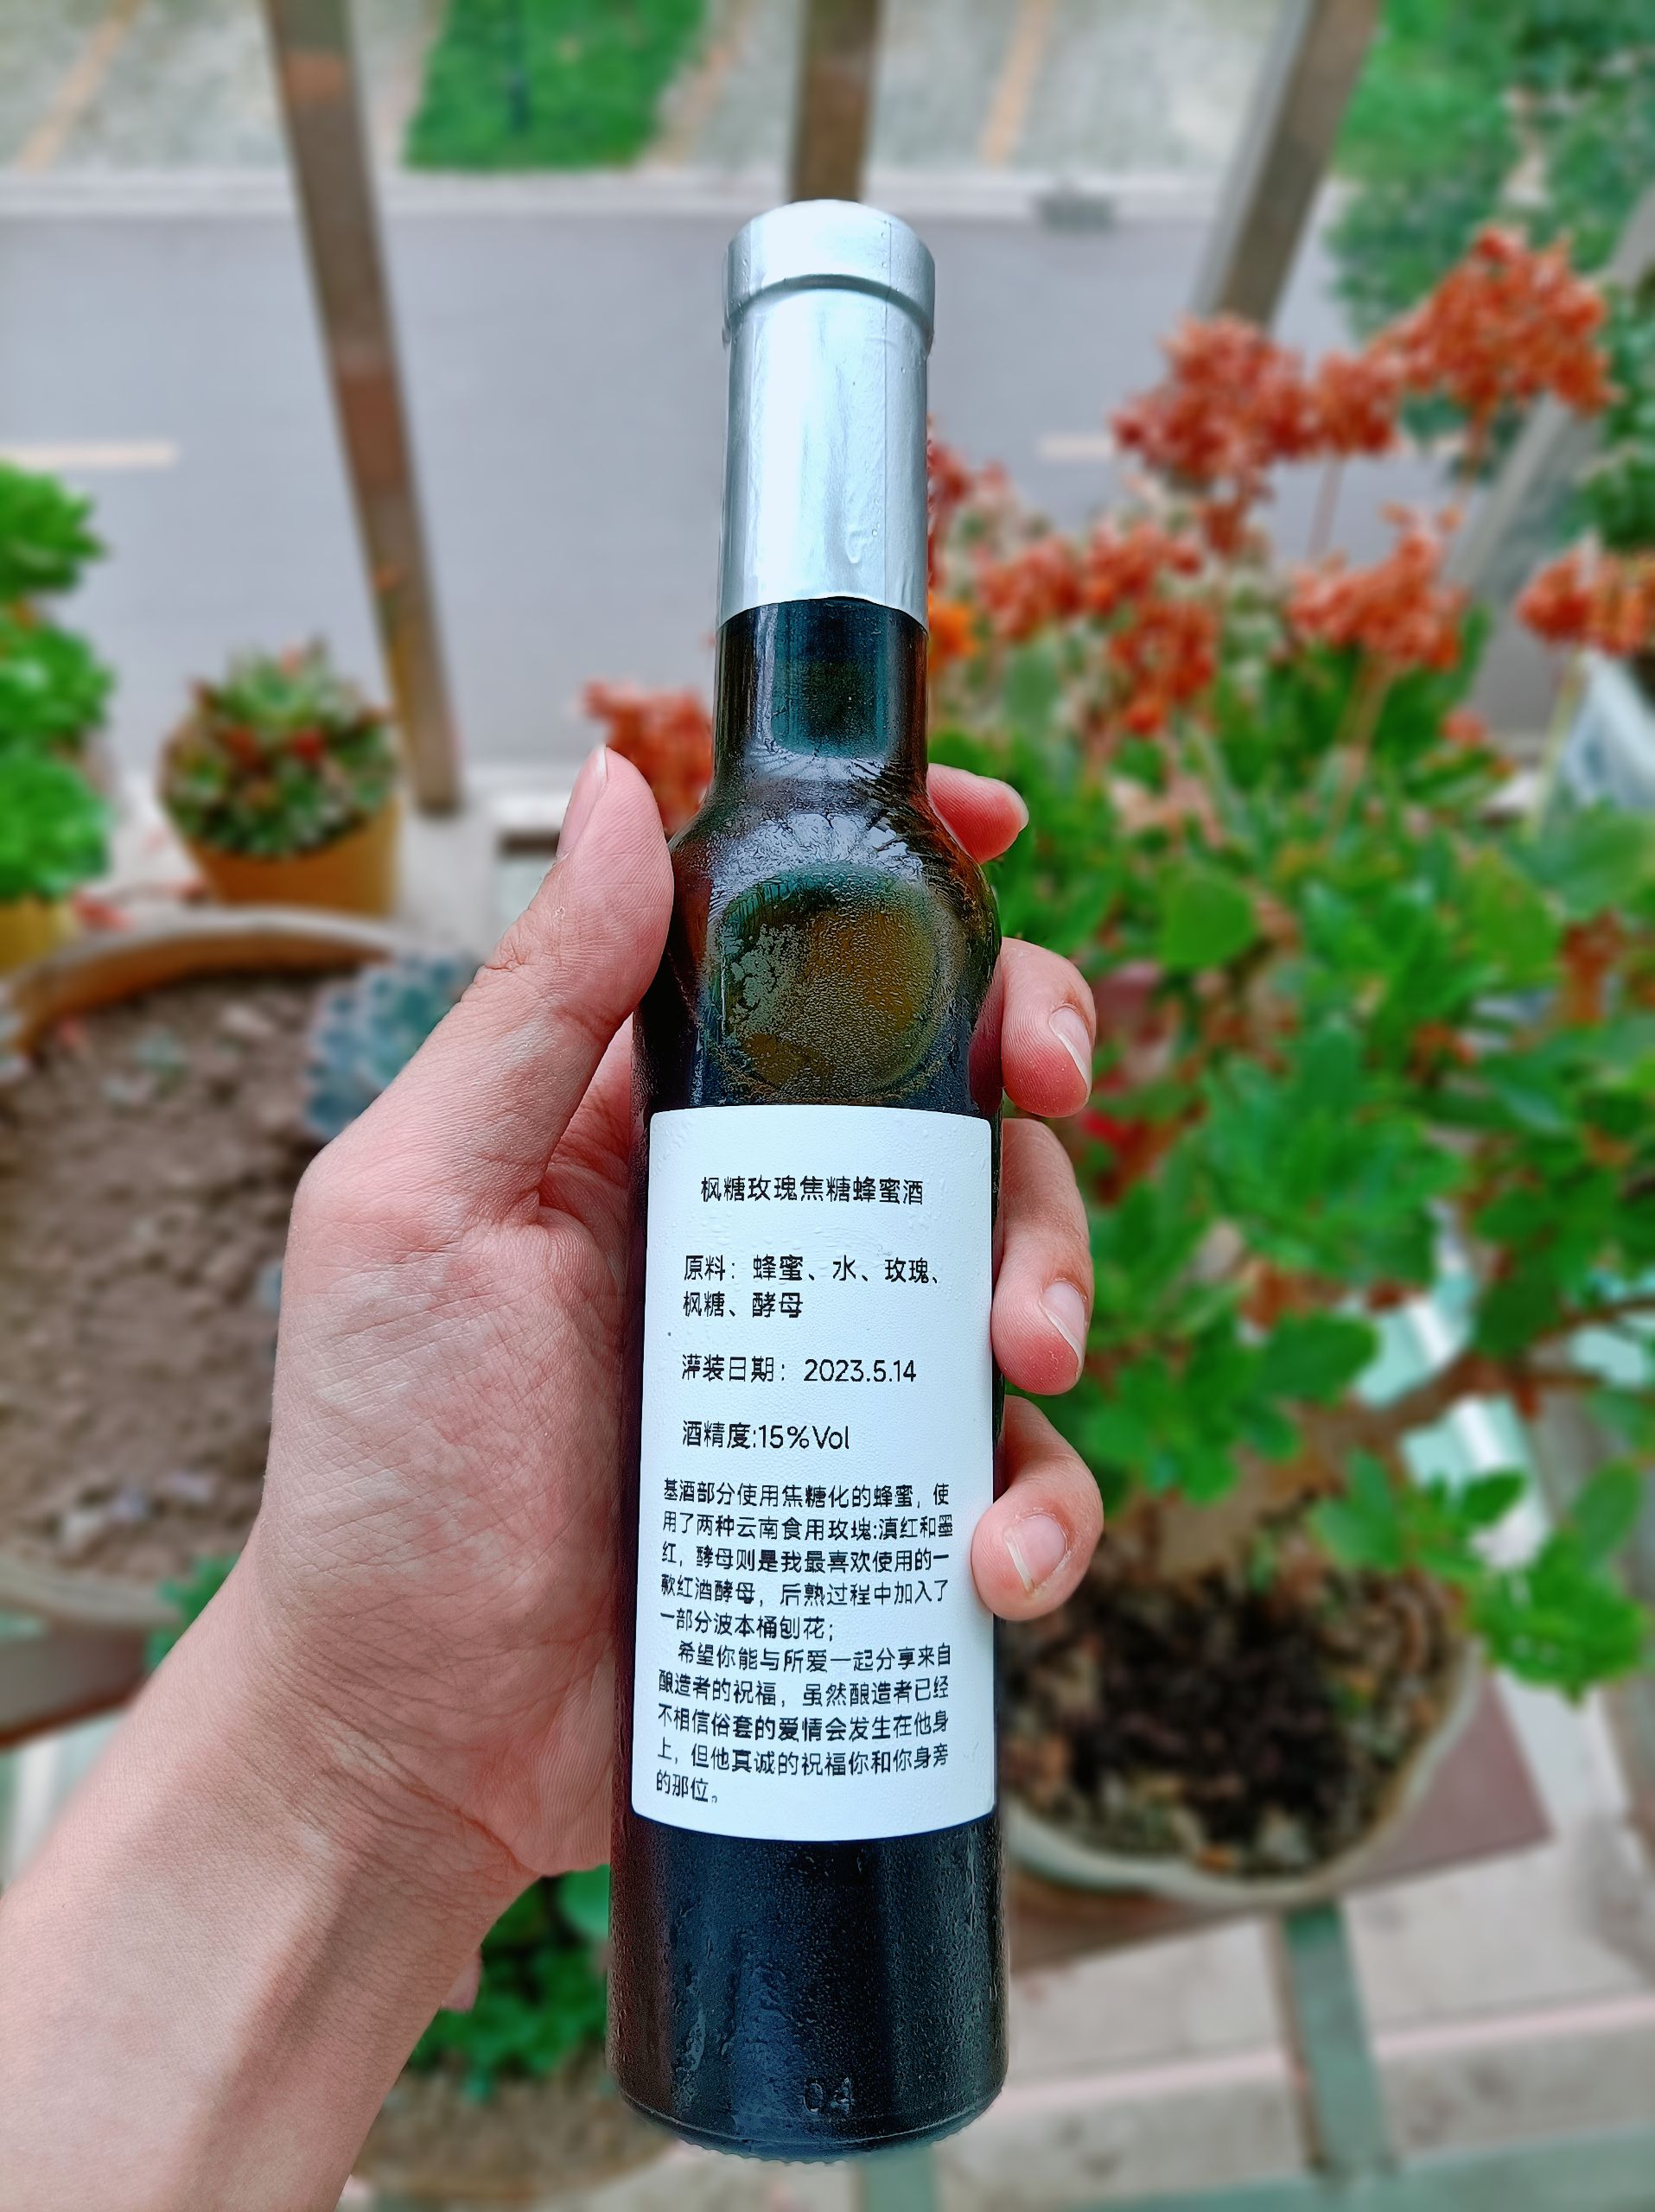 枫糖玫瑰焦糖蜂蜜酒
原料：蜂蜜、水、玫瑰、
枫糖、酵母
灌装日期：2023.5.14
酒精度:15%Vol
基酒部分使用焦糖化的蜂蜜，使
用了两种云南食用玫瑰:滇红和墨
红，酵母则是我最喜欢使用的一
款红酒酵母，后熟过程中加入了
一部分波本桶刨花；
希望你能与所爱一起分享来自
酿造者的祝福，虽然酿造者已经
不相信俗套的爱情会发生在他身
上，但他真诚的祝福你和你身旁
的那位。
04